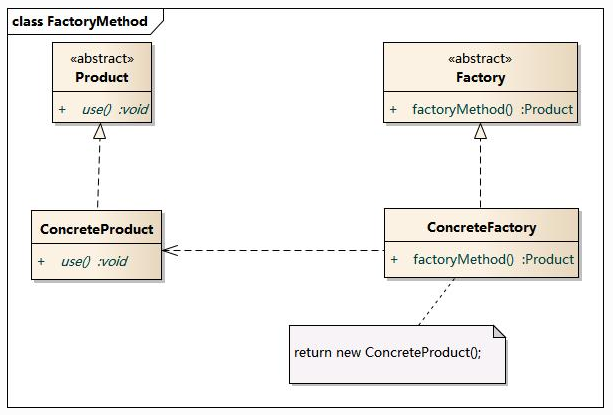 class FactoryMethod
«abstract»
Product
+ use() :void
«abstract»
Factory
+ factoryMethod() :Product
ConcreteProduct
+ use() :void
ConcreteFactory
+ factoryMethod() :Product
return new ConcreteProduct();